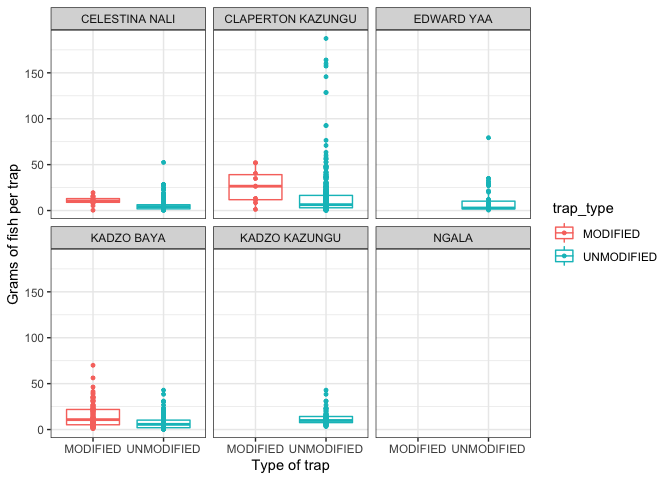 CELESTINA NALI
CLAPERTON KAZUNGU
EDWARD YAA
150
100
50
0
KADZO BAYA
KADZO KAZUNGU
NGALA
150
100
50
0
MODIFIED UNMODIFIED
MODIFIED UNMODIFIED
MODIFIED UNMODIFIED
Type of trap
Grams of fish per trap
trap_type
MODIFIED
UNMODIFIED